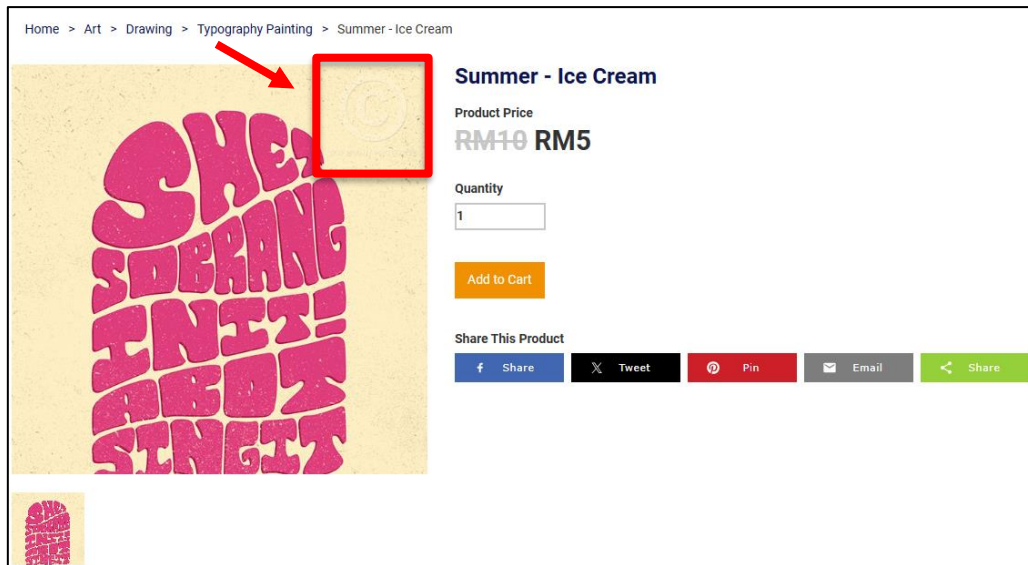 Home > Art > Drawing > Typography Painting > Summer - Ice Cream
SHET
SOBRANG
INIT!
ABOT
SINGIT
©
Summer - Ice Cream
Product Price
RM10 RM5
Quantity
1
Add to Cart
Share This Product
Share
Tweet
Pin
Email
Share